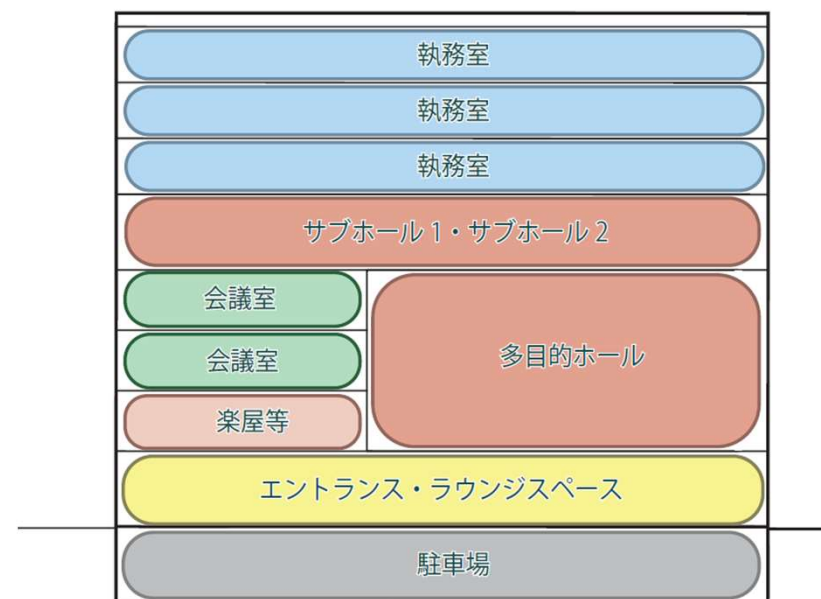 執務室
執務室
執務室
サブホール 1・サブホール 2
会議室
会議室
楽屋等
多目的ホール
エントランス・ラウンジスペース
駐車場